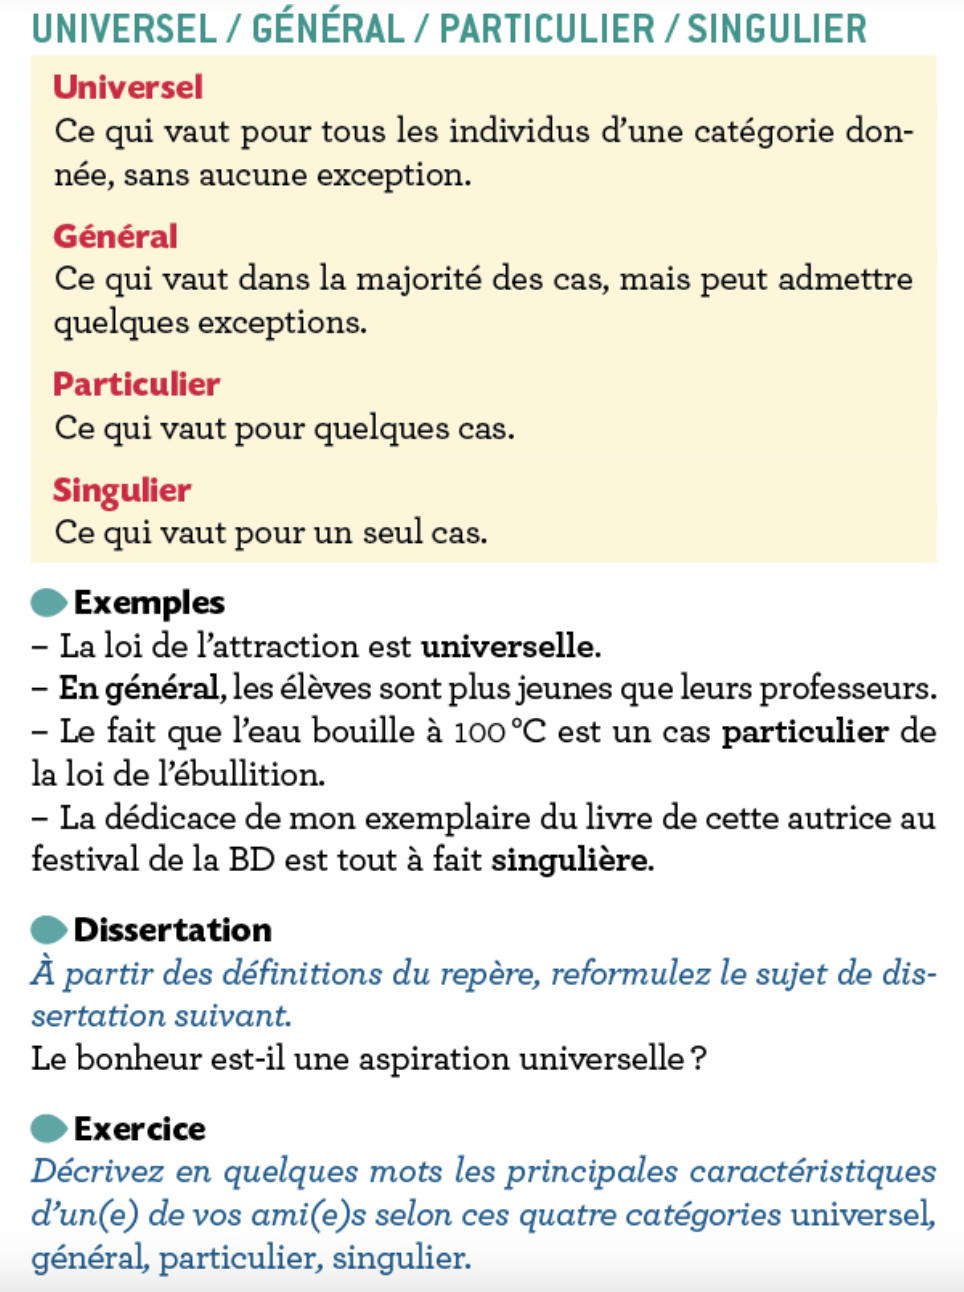 UNIVERSEL / GÉNÉRAL / PARTICULIER / SINGULIER
Universel
Ce qui vaut pour tous les individus d’une catégorie don-
née, sans aucune exception.
Général
Ce qui vaut dans la majorité des cas, mais peut admettre
quelques exceptions.
Particulier
Ce qui vaut pour quelques cas.
Singulier
Ce qui vaut pour un seul cas.
Exemples
– La loi de l’attraction est universelle.
– En général, les élèves sont plus jeunes que leurs professeurs.
– Le fait que l’eau bouille à 100 °C est un cas particulier de
la loi de l’ébullition.
– La dédicace de mon exemplaire du livre de cette autrice au
festival de la BD est tout à fait singulière.
Dissertation
À partir des définitions du repère, reformulez le sujet de dis-
sertation suivant.
Le bonheur est-il une aspiration universelle ?
Exercice
Décrivez en quelques mots les principales caractéristiques
d’un(e) de vos ami(e)s selon ces quatre catégories universel,
général, particulier, singulier.